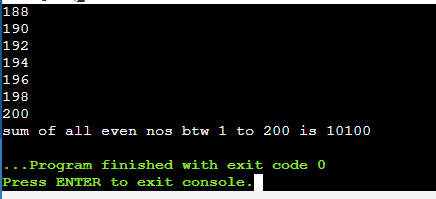 188
190
192
194
196
198
200
sum of all even nos btw 1 to 200 is 10100
...Program finished with exit code 0
Press ENTER to exit console.